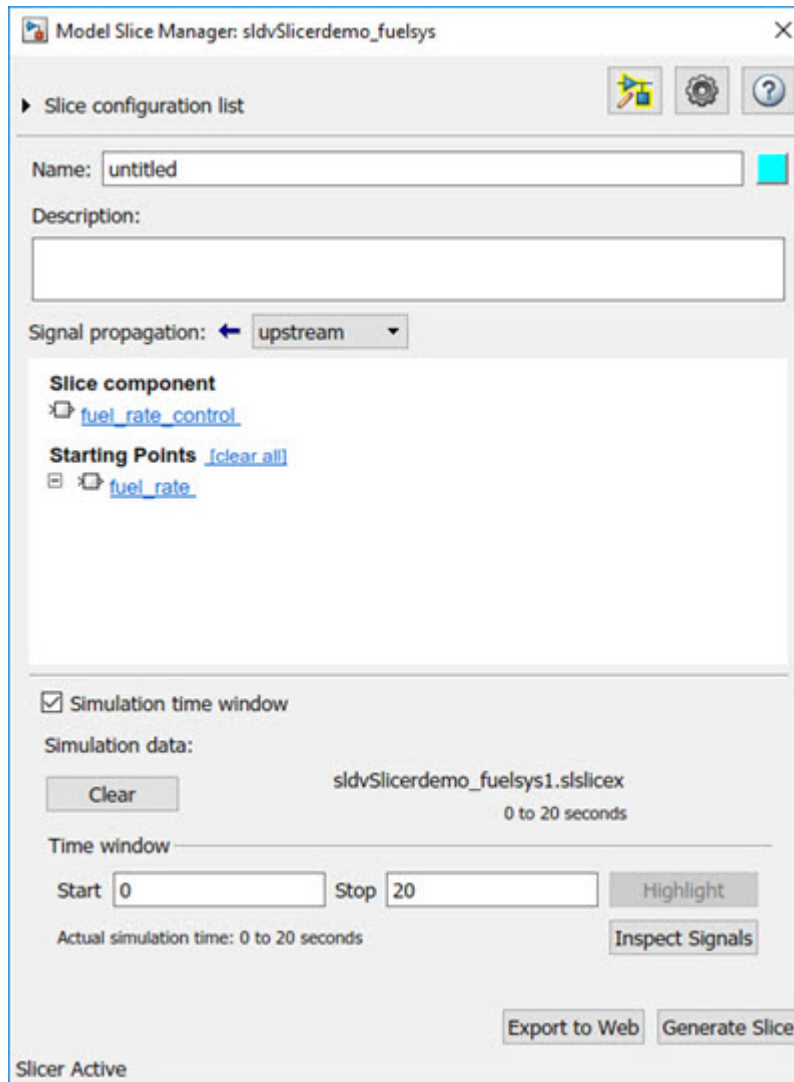 Model Slice Manager: sldvSlicerdemo_fuelsys
Slice configuration list
Name: untitled
Description:
Signal propagation: upstream
Slice component
fuel_rate_control
Starting Points [clear all]
fuel_rate
Simulation time window
Simulation data:
Clear sldvSlicerdemo_fuelsys1.slslicex
0 to 20 seconds
Time window
Start 0 Stop 20 Highlight
Actual simulation time: 0 to 20 seconds Inspect Signals
Export to Web Generate Slice
Slicer Active